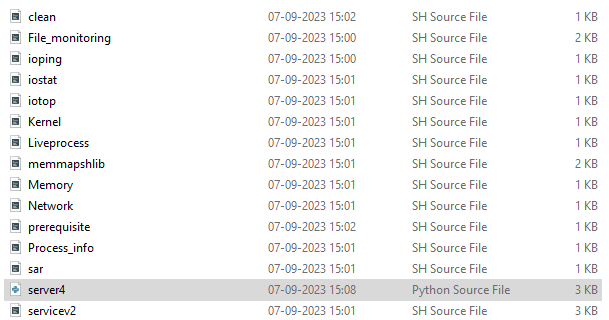 clean 07-09-2023 15:02 SH Source File 1 KB
File_monitoring 07-09-2023 15:00 SH Source File 2 KB
ioping 07-09-2023 15:00 SH Source File 1 KB
iostat 07-09-2023 15:01 SH Source File 1 KB
iotop 07-09-2023 15:01 SH Source File 1 KB
Kernel 07-09-2023 15:01 SH Source File 1 KB
Liveprocess 07-09-2023 15:01 SH Source File 1 KB
memmapshlib 07-09-2023 15:01 SH Source File 2 KB
Memory 07-09-2023 15:01 SH Source File 1 KB
Network 07-09-2023 15:01 SH Source File 1 KB
prerequisite 07-09-2023 15:02 SH Source File 1 KB
Process_info 07-09-2023 15:01 SH Source File 1 KB
sar 07-09-2023 15:01 SH Source File 1 KB
server4 07-09-2023 15:08 Python Source File 3 KB
servicev2 07-09-2023 15:01 SH Source File 3 KB